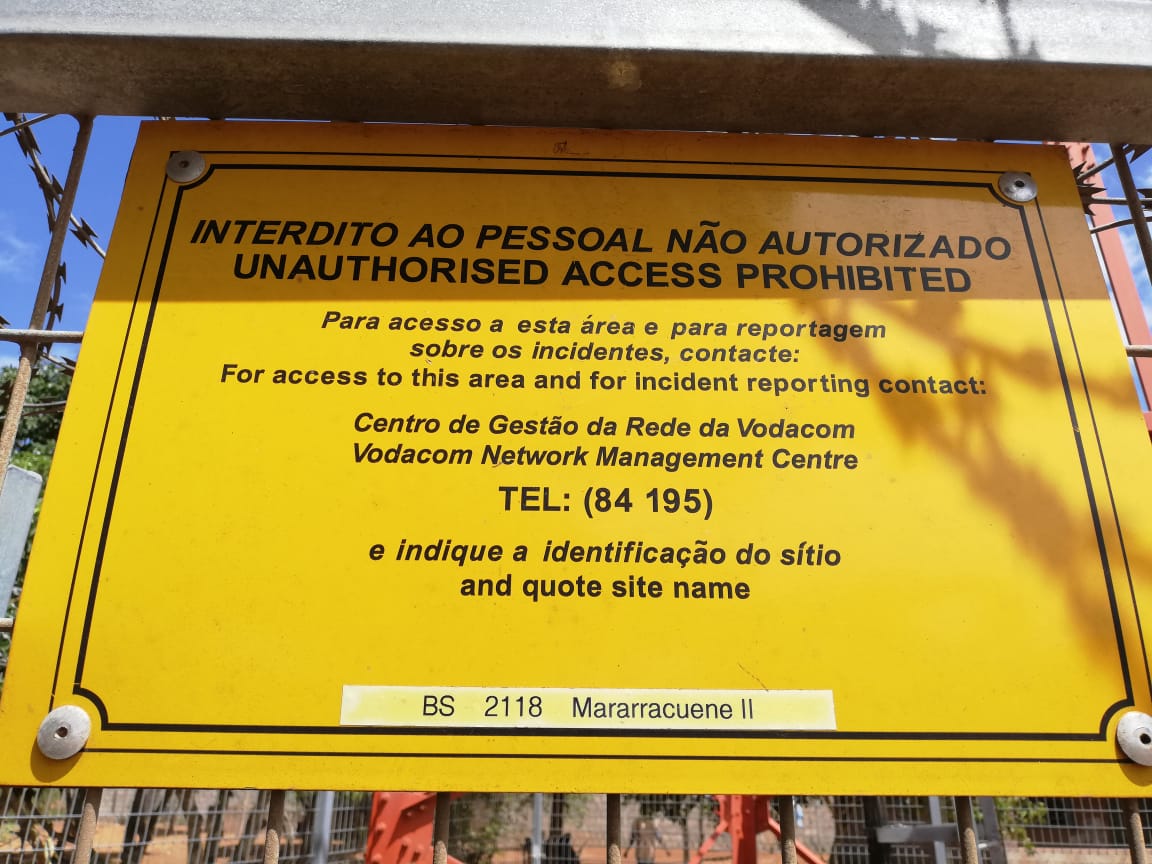 INTERDITO AO PESSOAL NÃO AUTORIZADO
UNAUTHORISED ACCESS PROHIBITED
Para acesso a esta área e para reportagem
sobre os incidentes, contacte:
For access to this area and for incident reporting contact:
Centro de Gestão da Rede da Vodacom
Vodacom Network Management Centre
TEL: (84 195)
e indique a identificação do sítio
and quote site name
BS 2118 Mararracuene II